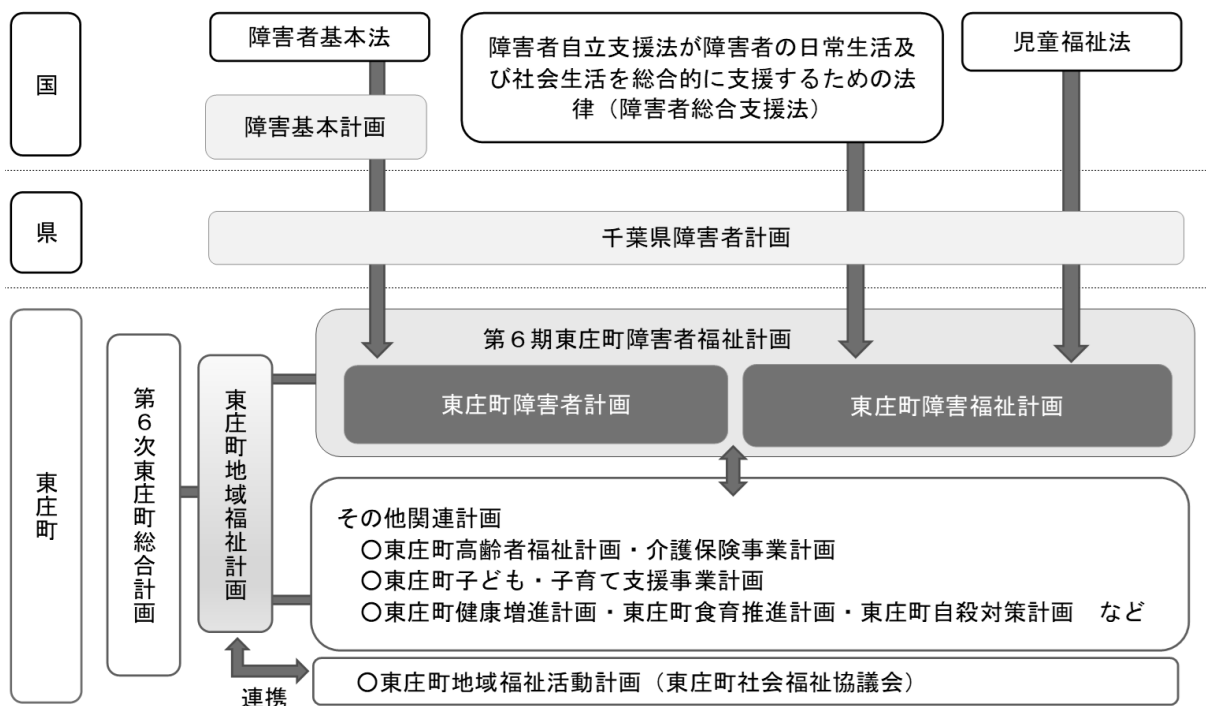 国
障害者基本法
障害基本計画
障害者自立支援法が障害者の日常生活及
び社会生活を総合的に支援するための法
律（障害者総合支援法）
児童福祉法
県
千葉県障害者計画
東庄町
第６次東庄町総合計画
東庄町地域福祉計画
第６期東庄町障害者福祉計画
東庄町障害者計画
東庄町障害福祉計画
その他関連計画
〇東庄町高齢者福祉計画・介護保険事業計画
〇東庄町子ども・子育て支援事業計画
〇東庄町健康増進計画・東庄町食育推進計画・東庄町自殺対策計画　など
連携
〇東庄町地域福祉活動計画（東庄町社会福祉協議会）